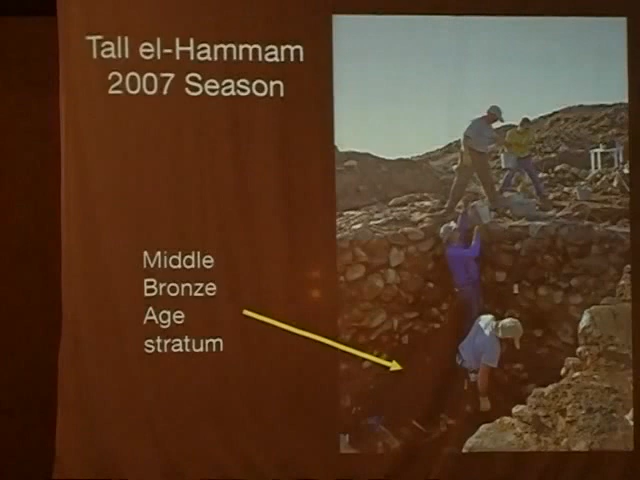 Tall el-Hammam
2007 Season
Middle
Bronze
Age
stratum